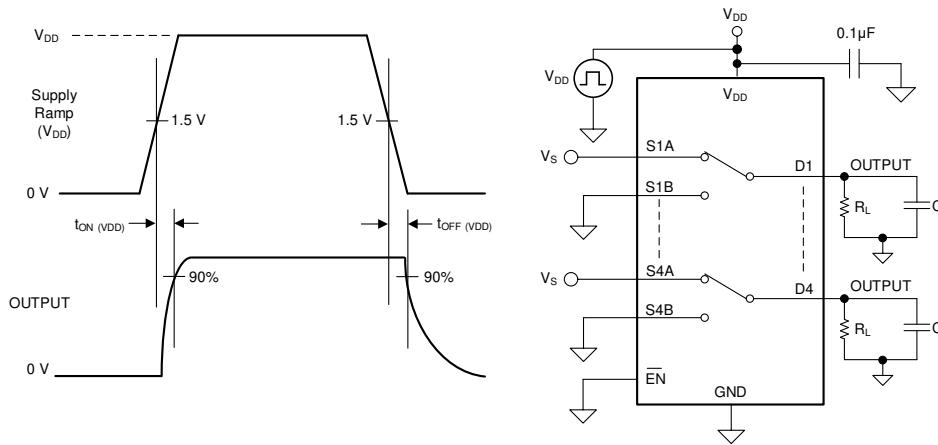 VDD
Supply
Ramp
(VDD)
1.5 V
1.5 V
0 V
tON (VDD)
tOFF (VDD)
90%
90%
OUTPUT
0 V
VDD
0.1μF
VDD
VDD
VS
S1A
D1
OUTPUT
S1B
RL
C
VS
S4A
D4
OUTPUT
S4B
RL
C
EN
GND